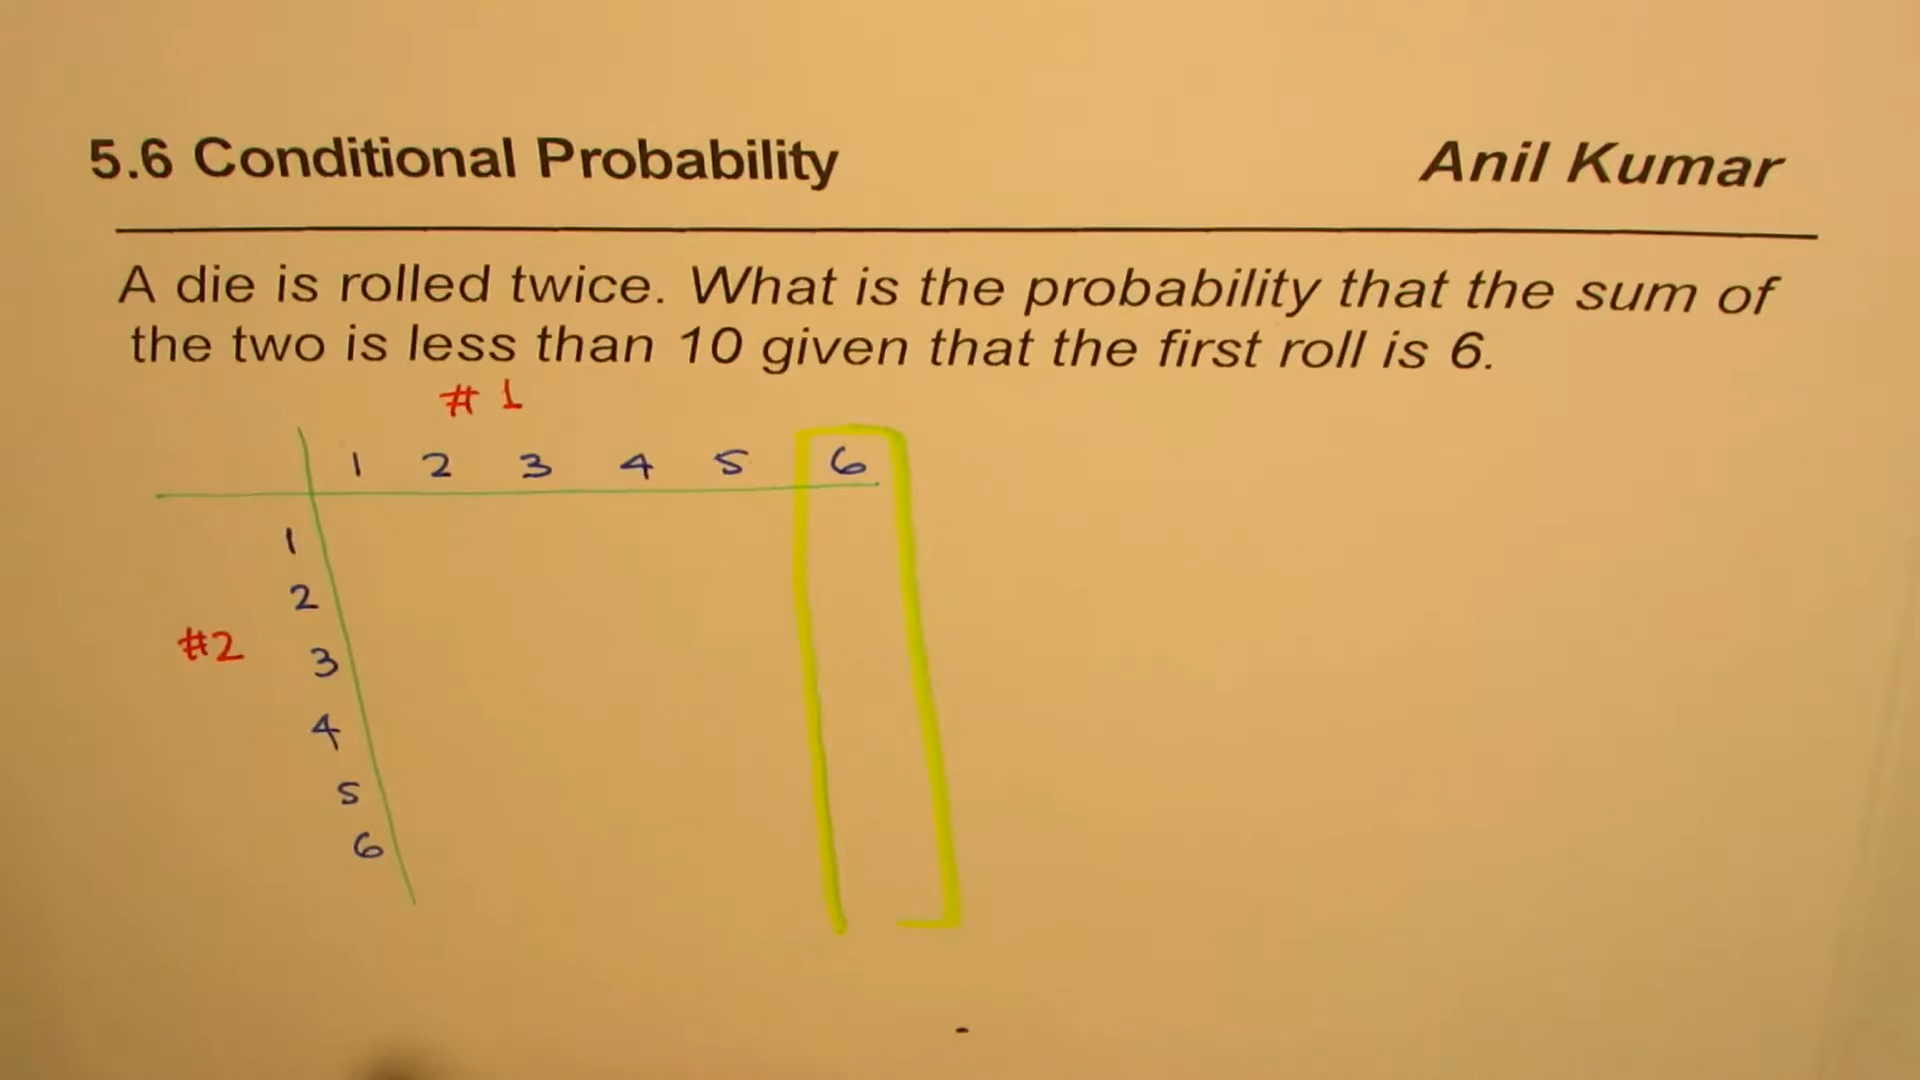 5.6 Conditional Probability Anil Kumar
A die is rolled twice. What is the probability that the sum of
the two is less than 10 given that the first roll is 6.
# 1
1 2 3 4 5 6
1
2
#2
3
4
5
6